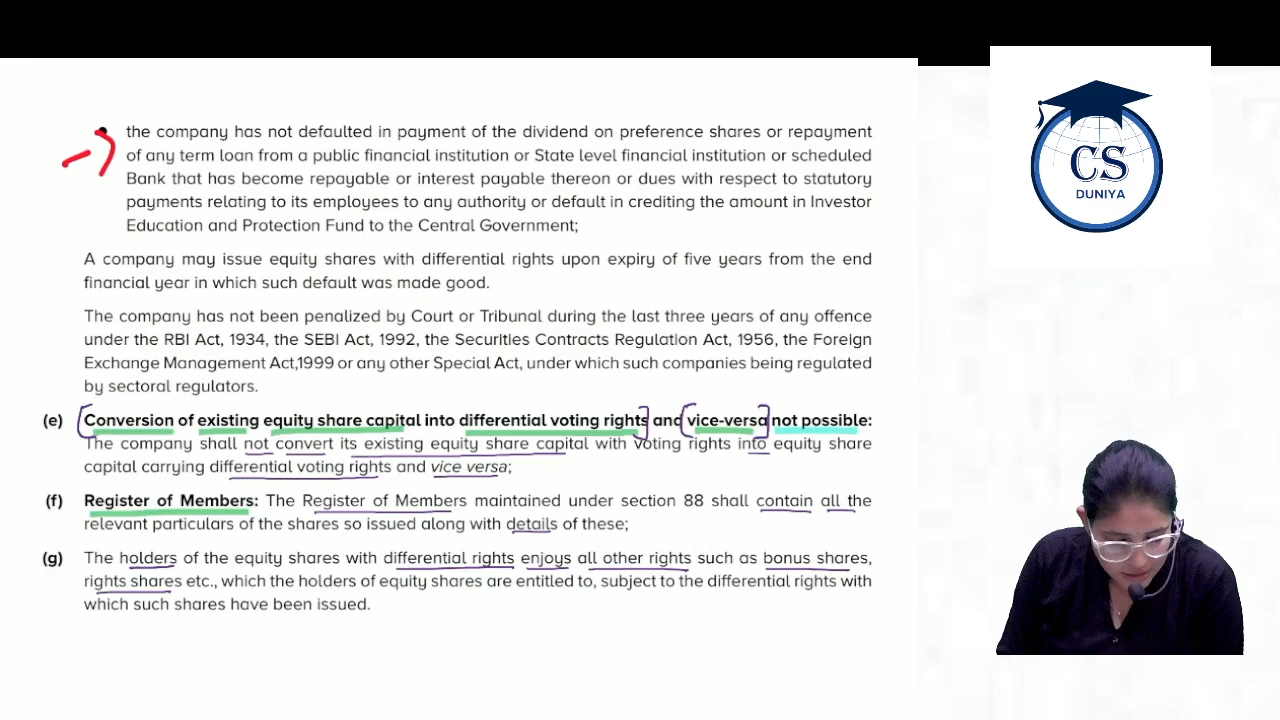 the company has not defaulted in payment of the dividend on preference shares or repayment
of any term loan from a public financial institution or State level financial institution or scheduled
Bank that has become repayable or interest payable thereon or dues with respect to statutory
payments relating to its employees to any authority or default in crediting the amount in Investor
Education and Protection Fund to the Central Government;
A company may issue equity shares with differential rights upon expiry of five years from the end
financial year in which such default was made good.
The company has not been penalized by Court or Tribunal during the last three years of any offence
under the RBI Act, 1934, the SEBI Act, 1992, the Securities Contracts Regulation Act, 1956, the Foreign
Exchange Management Act,1999 or any other Special Act, under which such companies being regulated
by sectoral regulators.
(e) Conversion of existing equity share capital into differential voting rights and vice-versa not possible:
The company shall not convert its existing equity share capital with voting rights into equity share
capital carrying differential voting rights and vice versa;
(f) Register of Members: The Register of Members maintained under section 88 shall contain all the
relevant particulars of the shares so issued along with details of these;
(g) The holders of the equity shares with differential rights enjoys all other rights such as bonus shares,
rights shares etc., which the holders of equity shares are entitled to, subject to the differential rights with
which such shares have been issued.
CS
DUNIYA